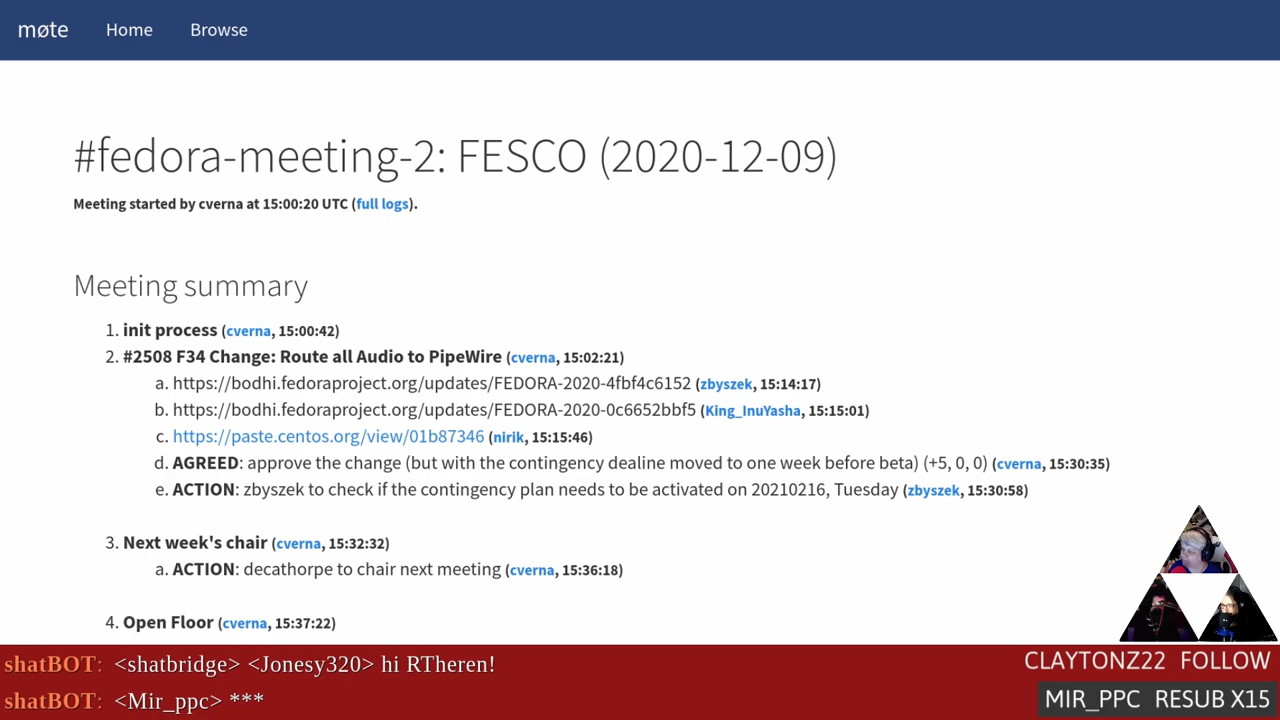 møte Home Browse
#fedora-meeting-2: FESCO (2020-12-09)
Meeting started by cverna at 15:00:20 UTC (full logs).
Meeting summary
1. init process (cverna, 15:00:42)
2. #2508 F34 Change: Route all Audio to PipeWire (cverna, 15:02:21)
a. https://bodhi.fedoraproject.org/updates/FEDORA-2020-4fbf4c6152 (zbyszek, 15:14:17)
b. https://bodhi.fedoraproject.org/updates/FEDORA-2020-0c6652bbf5 (King_InuYasha, 15:15:01)
c. https://paste.centos.org/view/01b87346 (nirik, 15:15:46)
d. AGREED: approve the change (but with the contingency dealine moved to one week before beta) (+5, 0, 0) (cverna, 15:30:35)
e. ACTION: zbyszek to check if the contingency plan needs to be activated on 20210216, Tuesday (zbyszek, 15:30:58)
3. Next week's chair (cverna, 15:32:32)
a. ACTION: decathorpe to chair next meeting (cverna, 15:36:18)
4. Open Floor (cverna, 15:37:22)
shatBOT: <shatbridge> <Jonesy320> hi RTheren!
CLAYTONZ22 FOLLOW
shatBOT: <Mir_ppc> ***
MIR_PPC RESUB X15